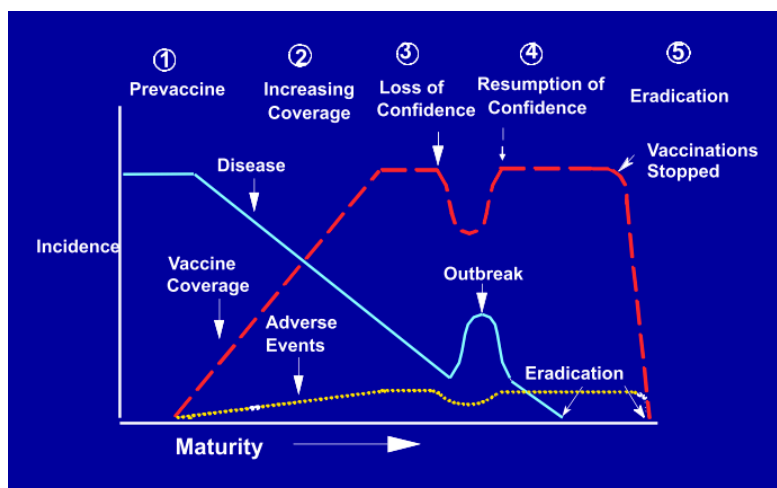 ① ② ③ ④ ⑤
Prevaccine
Increasing
Coverage
Loss of
Confidence
Resumption of
Confidence
Eradication
Vaccinations
Stopped
Disease
Incidence
Vaccine
Coverage
Outbreak
Adverse
Events
Eradication
Maturity